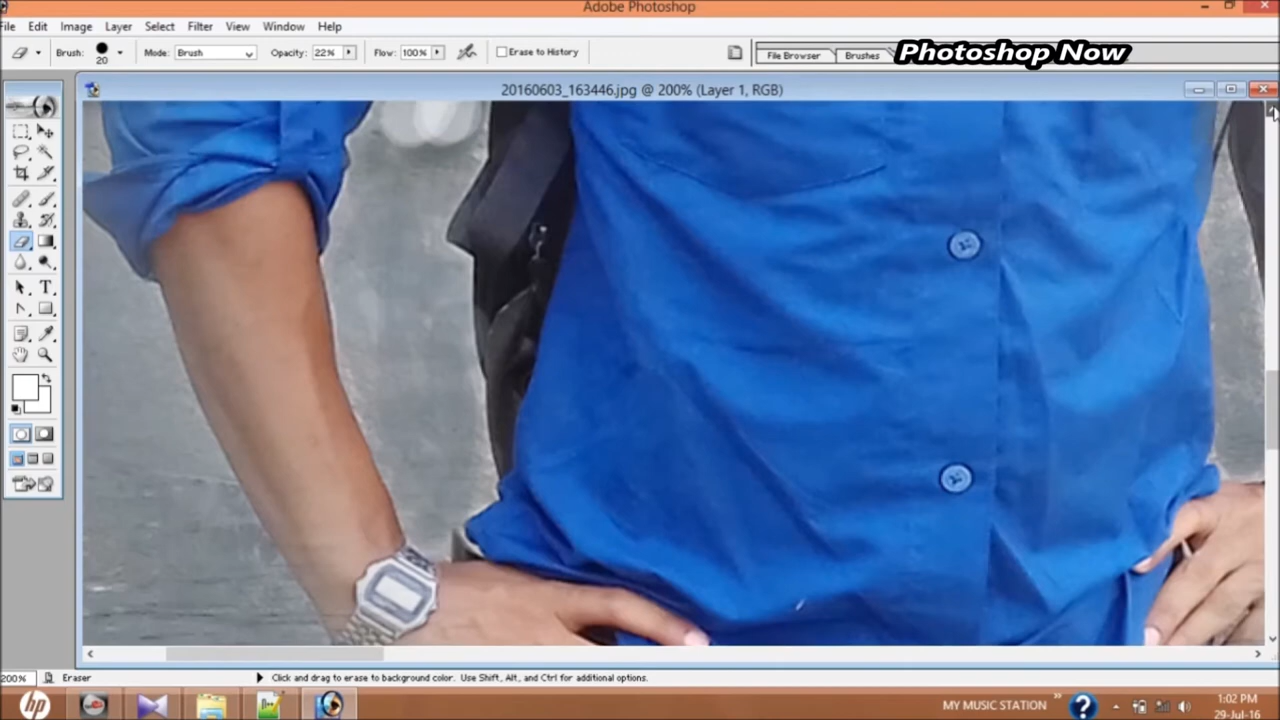 Adobe Photoshop
File Edit Image Layer Select Filter View Window Help
Brush: 20 Mode: Brush Opacity: 22% Flow: 100% Erase to History File Browser Brushes
Photoshop Now
20160603_163446.jpg @ 200% (Layer 1, RGB)
200% Eraser Click and drag to erase to background color. Use Shift, Alt, and Ctrl for additional options.
hp MY MUSIC STATION 1:02 PM
29-Jul-16